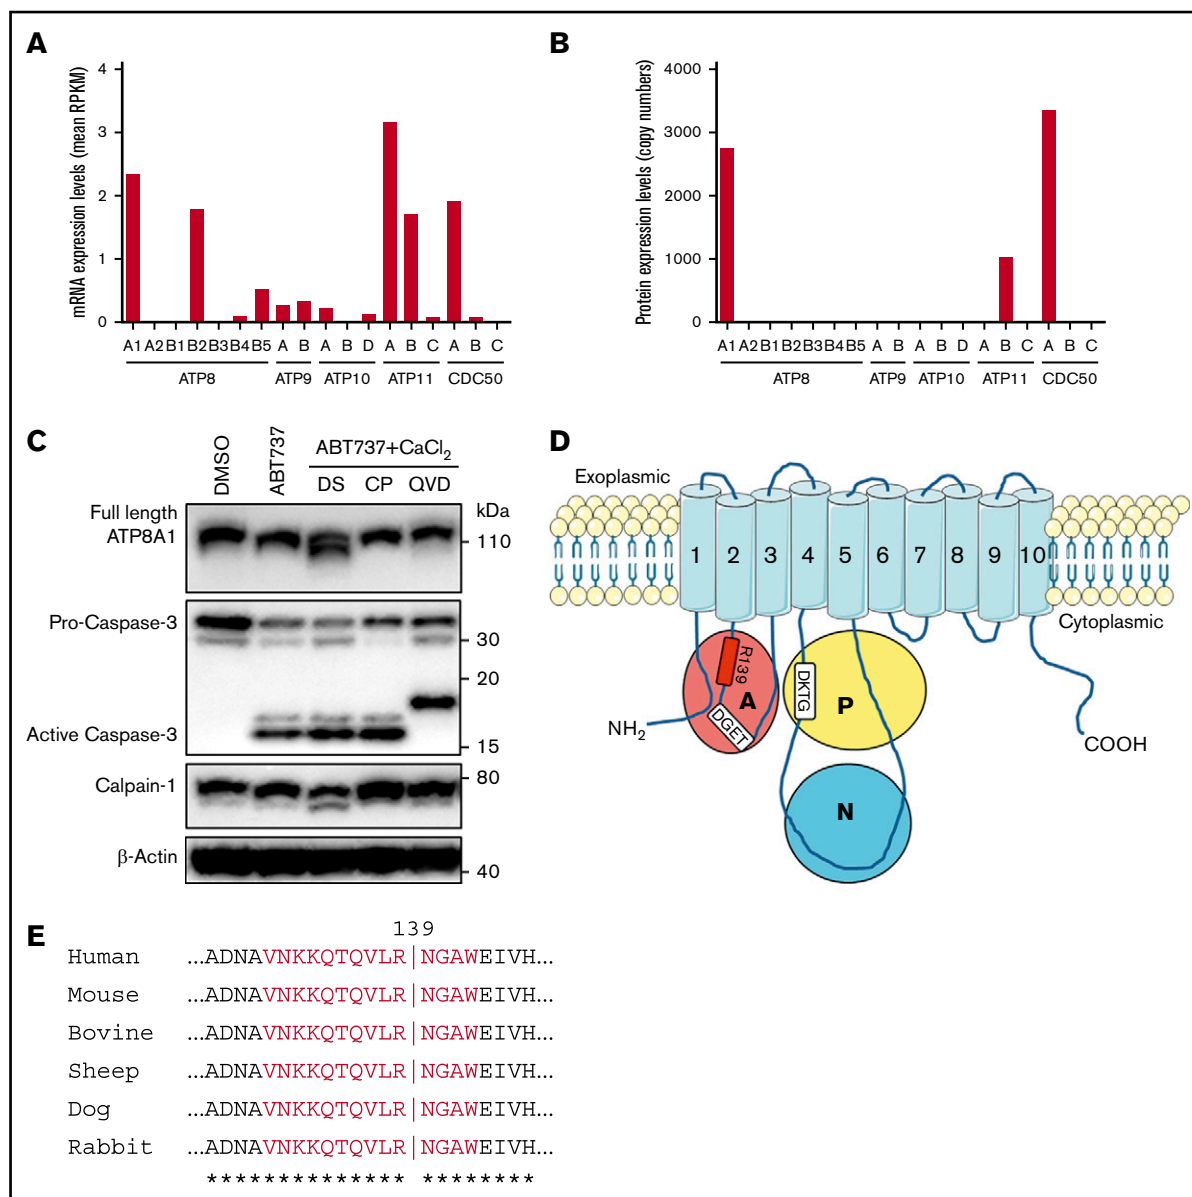 A
mRNA expression levels (mean RPKM)
4
3
2
1
0
A1 A2 B1 B2 B3 B4 B5 A B A B D A B C A B C
ATP8 ATP9 ATP10 ATP11 CDC50
B
Protein expression levels (copy numbers)
4000
3000
2000
1000
0
A1 A2 B1 B2 B3 B4 B5 A B A B D A B C A B C
ATP8 ATP9 ATP10 ATP11 CDC50
C
DMSO
ABT737
ABT737+CaCl2
DS CP QVD
Full length
ATP8A1
kDa
110
Pro-Caspase-3
30
20
Active Caspase-3
15
Calpain-1
80
β-Actin
40
D
Exoplasmic
1 2 3 4 5 6 7 8 9 10
Cytoplasmic
R139
A
DGET
DKTG
P
NH2
COOH
N
E
139
Human ...ADNAVNKKQTQVLR|NGAWEIVH...
Mouse ...ADNAVNKKQTQVLR|NGAWEIVH...
Bovine ...ADNAVNKKQTQVLR|NGAWEIVH...
Sheep ...ADNAVNKKQTQVLR|NGAWEIVH...
Dog ...ADNAVNKKQTQVLR|NGAWEIVH...
Rabbit ...ADNAVNKKQTQVLR|NGAWEIVH...
************** ********